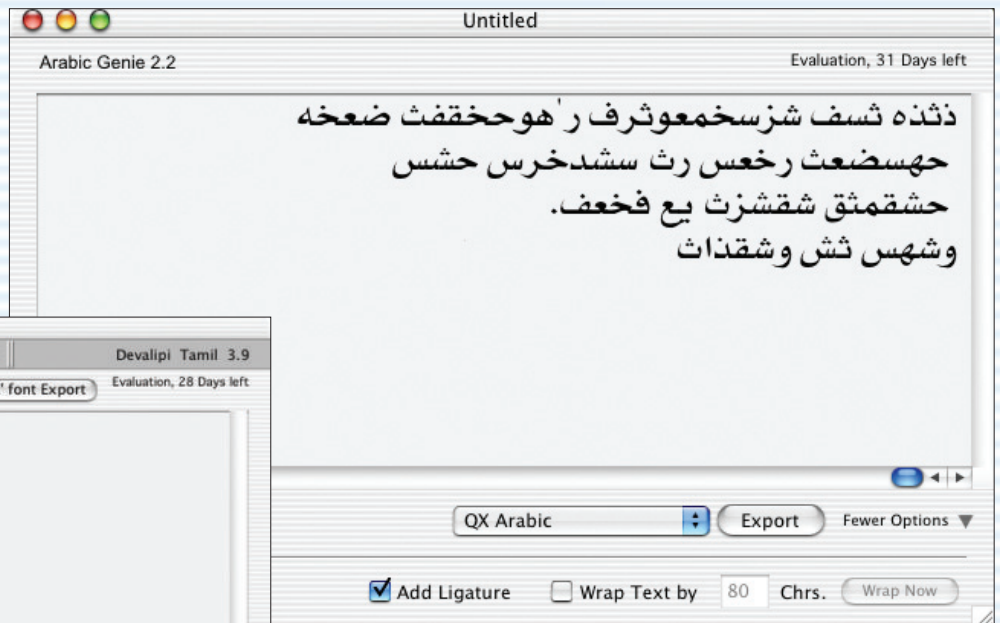 Untitled
Arabic Genie 2.2
Evaluation, 31 Days left
ذثذه ثسف شزسخمعوثرف ر'هوحخقفث ضعخه
حهسضعث رخعس رث سشدخرس حشس
حشقمثق شقشزث يع فخعف.
وشهس ثش وشقذاث
Devalipi Tamil 3.9
' font Export
Evaluation, 28 Days left
QX Arabic
Export
Fewer Options
Add Ligature
Wrap Text by
80
Chrs.
Wrap Now